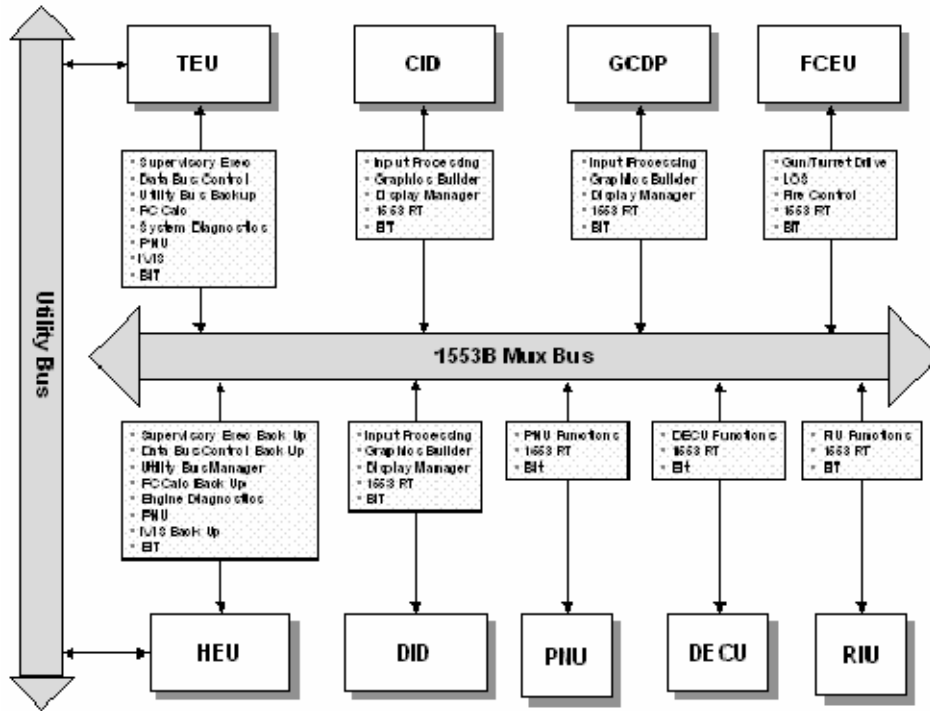 TEU
CID
GCDP
FCEU
Supervisory Exec
Data Bus Control
Utility Bus Backup
FC Calc
System Diagnostics
PNU
IVIS
BIT
Input Processing
Graphics Builder
Display Manager
1553 RT
BIT
Input Processing
Graphics Builder
Display Manager
1553 RT
BIT
Gun/Turret Drive
LOS
Fire Control
1553 RT
BIT
Utility Bus
1553B Mux Bus
Supervisory Exec Back Up
Data Bus Control Back Up
Utility Bus Manager
FC Calc Back Up
Engine Diagnostics
PNU
IVIS Back Up
BIT
Input Processing
Graphics Builder
Display Manager
1553 RT
BIT
PNU Functions
1553 RT
Bit
DECU Functions
1553 RT
Bit
RIU Functions
1553 RT
BIT
HEU
DID
PNU
DECU
RIU